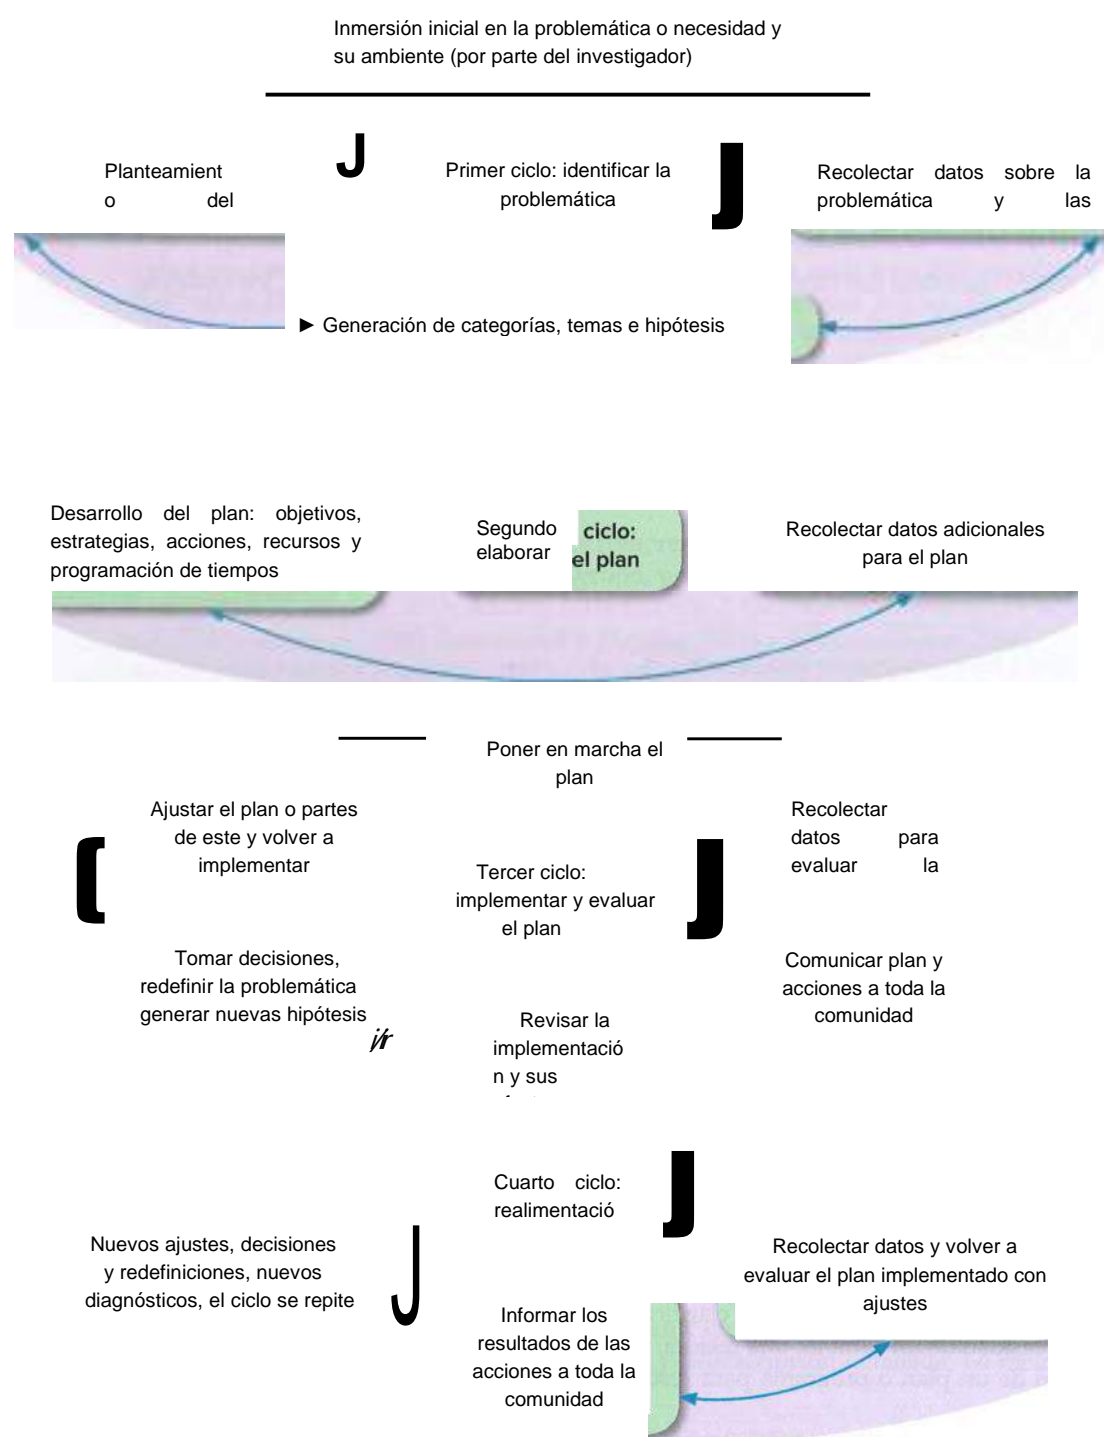 Inmersión inicial en la problemática o necesidad y
su ambiente (por parte del investigador)
Planteamient
o del
J
Primer ciclo: identificar la
problemática
J
Recolectar datos sobre la
problemática y las
► Generación de categorías, temas e hipótesis
Desarrollo del plan: objetivos,
estrategias, acciones, recursos y
programación de tiempos
Segundo ciclo:
elaborar el plan
Recolectar datos adicionales
para el plan
Poner en marcha el
plan
Ajustar el plan o partes
de este y volver a
implementar
[
Tercer ciclo:
implementar y evaluar
el plan
J
Recolectar
datos para
evaluar la
Tomar decisiones,
redefinir la problemática
generar nuevas hipótesis
Comunicar plan y
acciones a toda la
comunidad
Revisar la
implementació
n y sus
Cuarto ciclo:
realimentació
J
Nuevos ajustes, decisiones
y redefiniciones, nuevos
diagnósticos, el ciclo se repite
J
Recolectar datos y volver a
evaluar el plan implementado con
ajustes
Informar los
resultados de las
acciones a toda la
comunidad